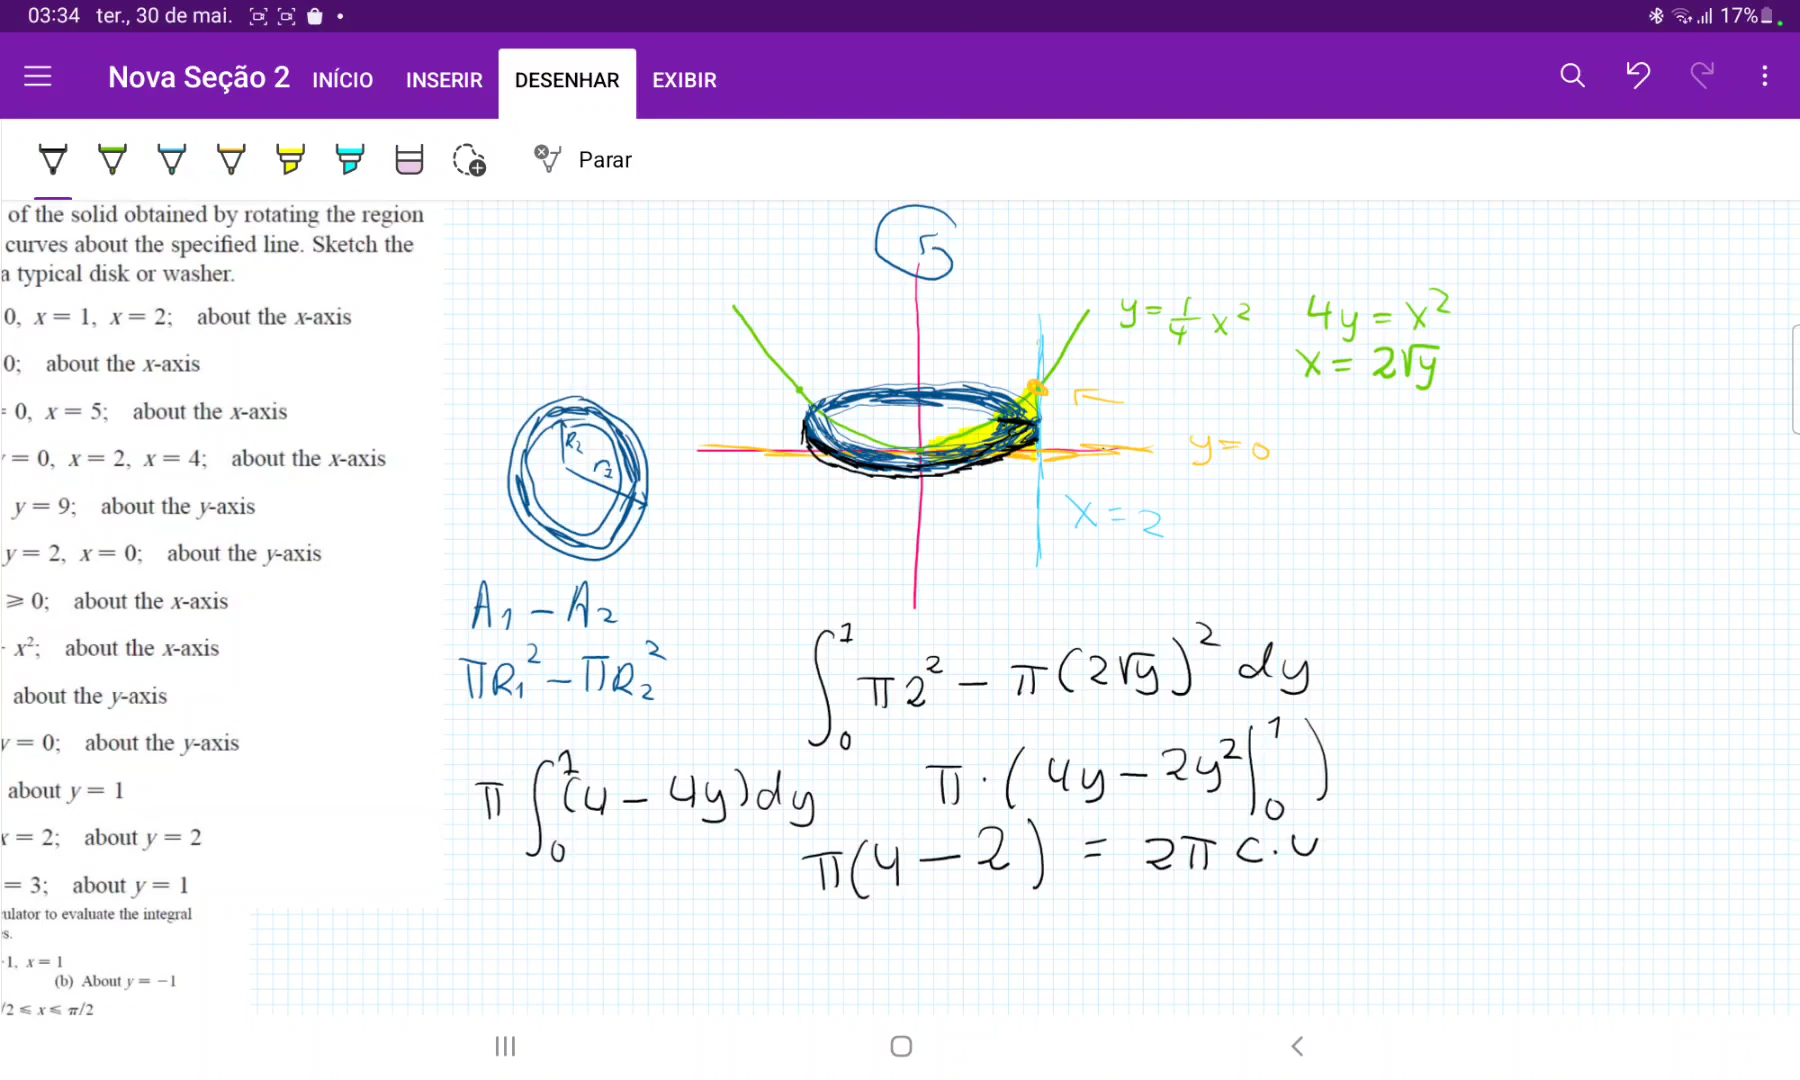 03:34 ter., 30 de mai. 17%
Nova Seção 2 INÍCIO INSERIR DESENHAR EXIBIR
Parar
of the solid obtained by rotating the region
curves about the specified line. Sketch the
a typical disk or washer.
0, x = 1, x = 2; about the x-axis
0; about the x-axis
= 0, x = 5; about the x-axis
= 0, x = 2, x = 4; about the x-axis
y = 9; about the y-axis
y = 2, x = 0; about the y-axis
⩾ 0; about the x-axis
- x²; about the x-axis
about the y-axis
y = 0; about the y-axis
about y = 1
x = 2; about y = 2
= 3; about y = 1
ulator to evaluate the integral
s.
-1, x = 1
(b) About y = −1
/2 ⩽ x ⩽ π/2
y = 1/4 x² 4y = x²
x = 2√y
y = 0
x = 2
R₂
A₁ − A₂
πR₁² − πR₂²
∫₀¹ π2² − π(2√y)² dy
π ∫₀¹ (4 − 4y)dy π·(4y − 2y²|₀¹)
π(4 − 2) = 2π c.v